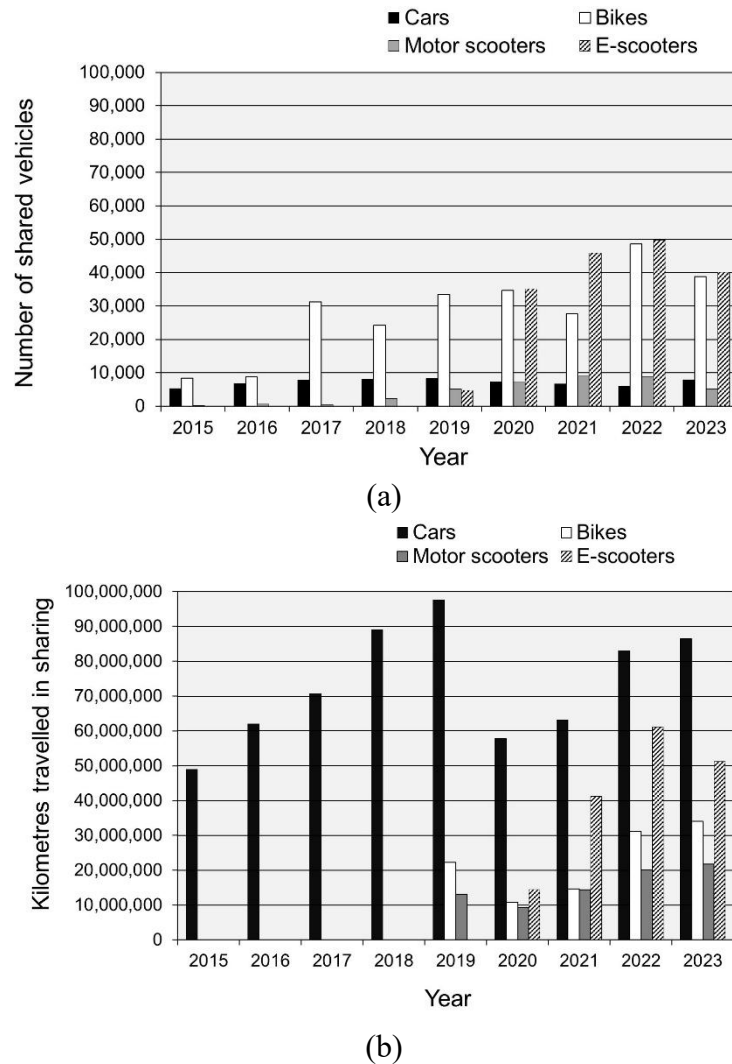 Cars Bikes
Motor scooters E-scooters
Number of shared vehicles
100,000
90,000
80,000
70,000
60,000
50,000
40,000
30,000
20,000
10,000
0
2015 2016 2017 2018 2019 2020 2021 2022 2023
Year
(a)
Cars Bikes
Motor scooters E-scooters
Kilometres travelled in sharing
100,000,000
90,000,000
80,000,000
70,000,000
60,000,000
50,000,000
40,000,000
30,000,000
20,000,000
10,000,000
0
2015 2016 2017 2018 2019 2020 2021 2022 2023
Year
(b)